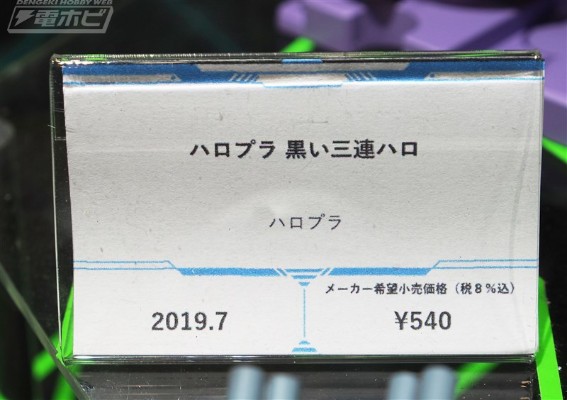 DENGEKI HOBBY WEB
電ホビ
ハロプラ 黒い三連ハロ
ハロプラ
メーカー希望小売価格（税８％込）
2019.7
¥540